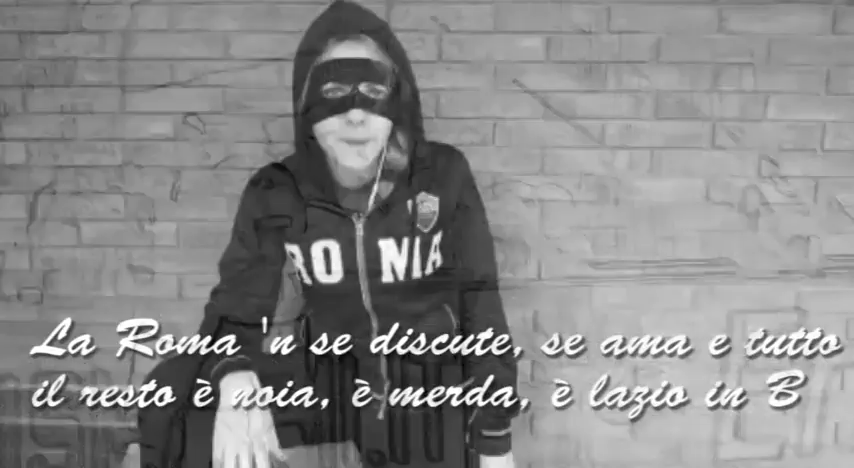 ROMA
La Roma 'n se discute, se ama e tutto
il resto è noia, è merda, è lazio in B